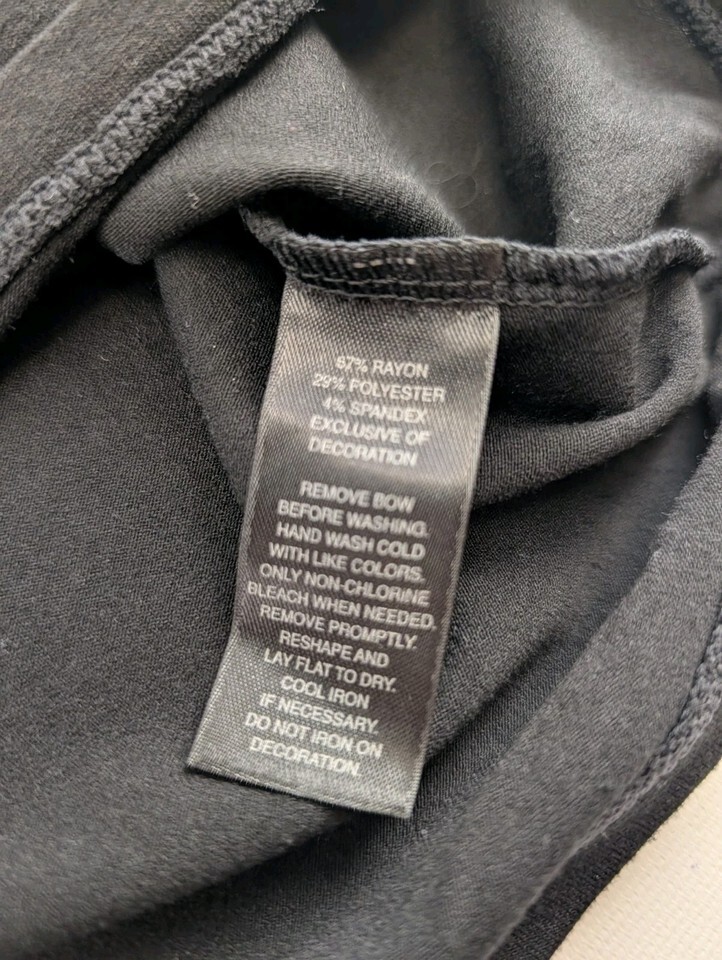 67% RAYON
29% POLYESTER
4% SPANDEX
EXCLUSIVE OF
DECORATION
REMOVE BOW
BEFORE WASHING.
HAND WASH COLD
WITH LIKE COLORS.
ONLY NON-CHLORINE
BLEACH WHEN NEEDED.
REMOVE PROMPTLY.
RESHAPE AND
LAY FLAT TO DRY.
COOL IRON
IF NECESSARY.
DO NOT IRON ON
DECORATION.